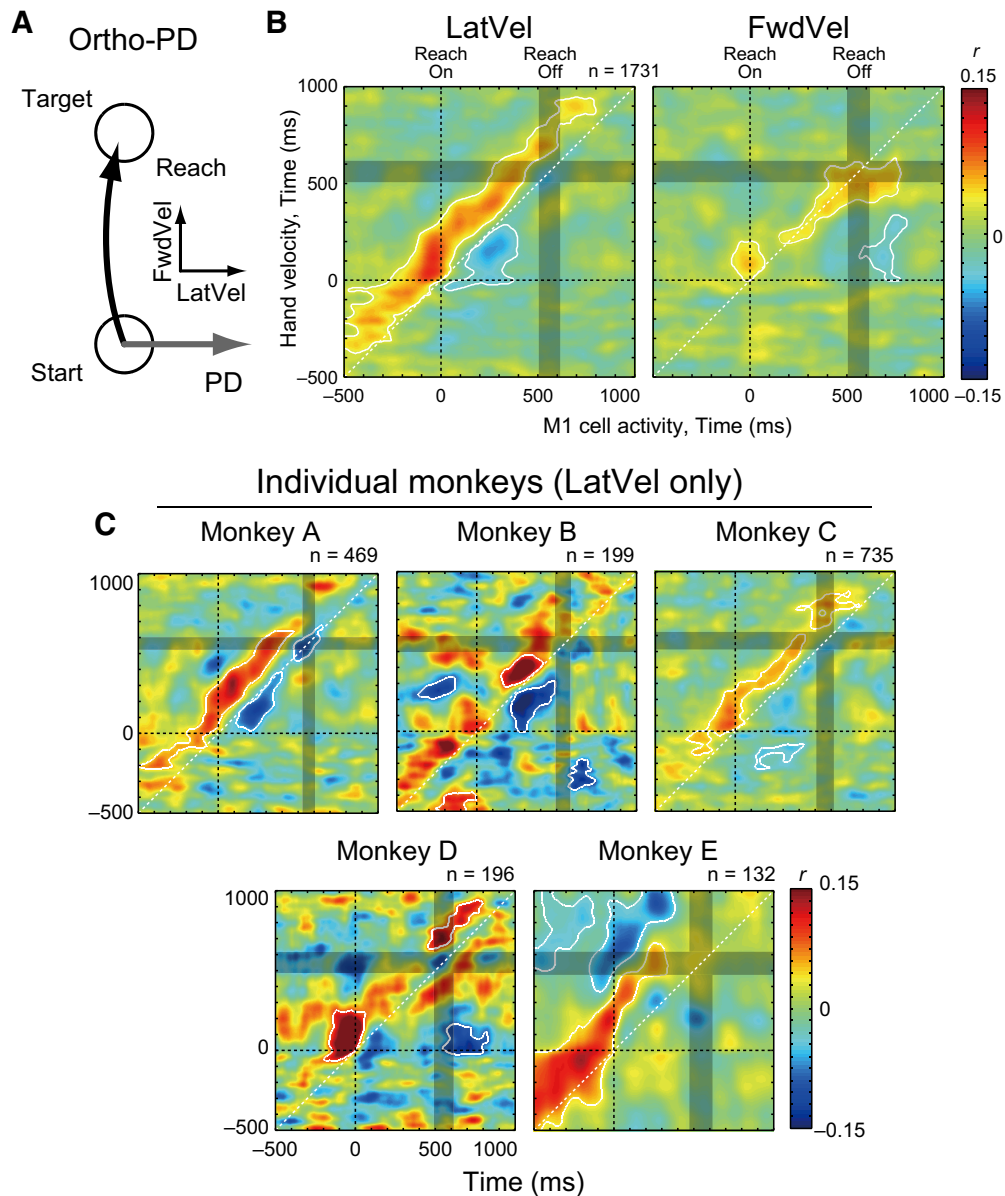 A
Ortho-PD
Target
Reach
FwdVel
LatVel
Start
PD
B
LatVel
FwdVel
Reach On
Reach Off
n = 1731
Reach On
Reach Off
r
0.15
0
−0.15
Hand velocity, Time (ms)
1000
500
0
−500
−500
0
500
1000
0
500
1000
M1 cell activity, Time (ms)
Individual monkeys (LatVel only)
C
Monkey A
n = 469
Monkey B
n = 199
Monkey C
n = 735
1000
0
−500
Monkey D
n = 196
Monkey E
n = 132
r
0.15
0
−0.15
1000
0
−500
−500
0
500
1000
Time (ms)